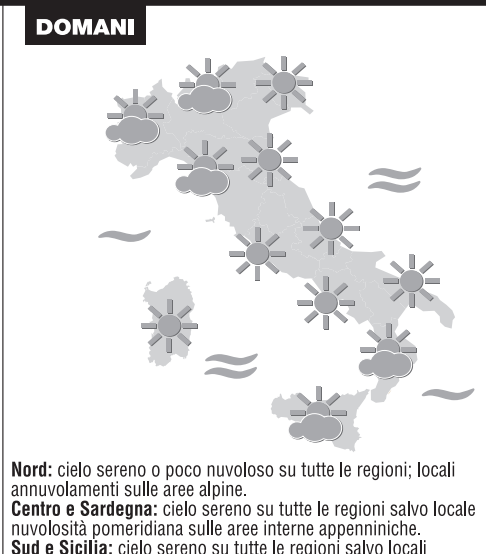 DOMANI
Nord: cielo sereno o poco nuvoloso su tutte le regioni; locali
annuvolamenti sulle aree alpine.
Centro e Sardegna: cielo sereno su tutte le regioni salvo locale
nuvolosità pomeridiana sulle aree interne appenniniche.
Sud e Sicilia: cielo sereno su tutte le regioni salvo locali